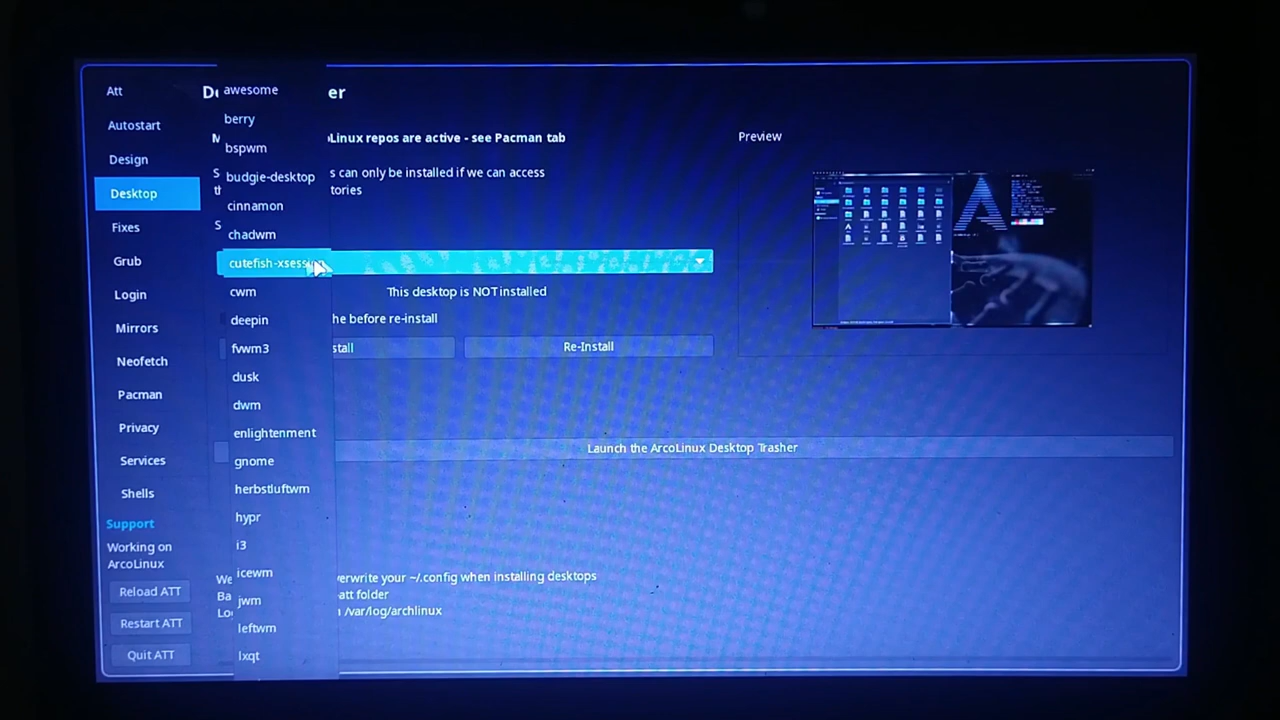 Att
Autostart
Design
Desktop
Fixes
Grub
Login
Mirrors
Neofetch
Pacman
Privacy
Services
Shells
Support
Working on
ArcoLinux
Reload ATT
Restart ATT
Quit ATT
awesome
berry
bspwm
budgie-desktop
cinnamon
chadwm
cutefish-xsession
cwm
deepin
fvwm3
dusk
dwm
enlightenment
gnome
herbstluftwm
hypr
i3
icewm
jwm
leftwm
lxqt
er
Linux repos are active - see Pacman tab
s can only be installed if we can access
th tories
S
This desktop is NOT installed
he before re-install
stall
Re-Install
Launch the ArcoLinux Desktop Trasher
We verwrite your ~/.config when installing desktops
Ba att folder
Lo /var/log/archlinux
Preview